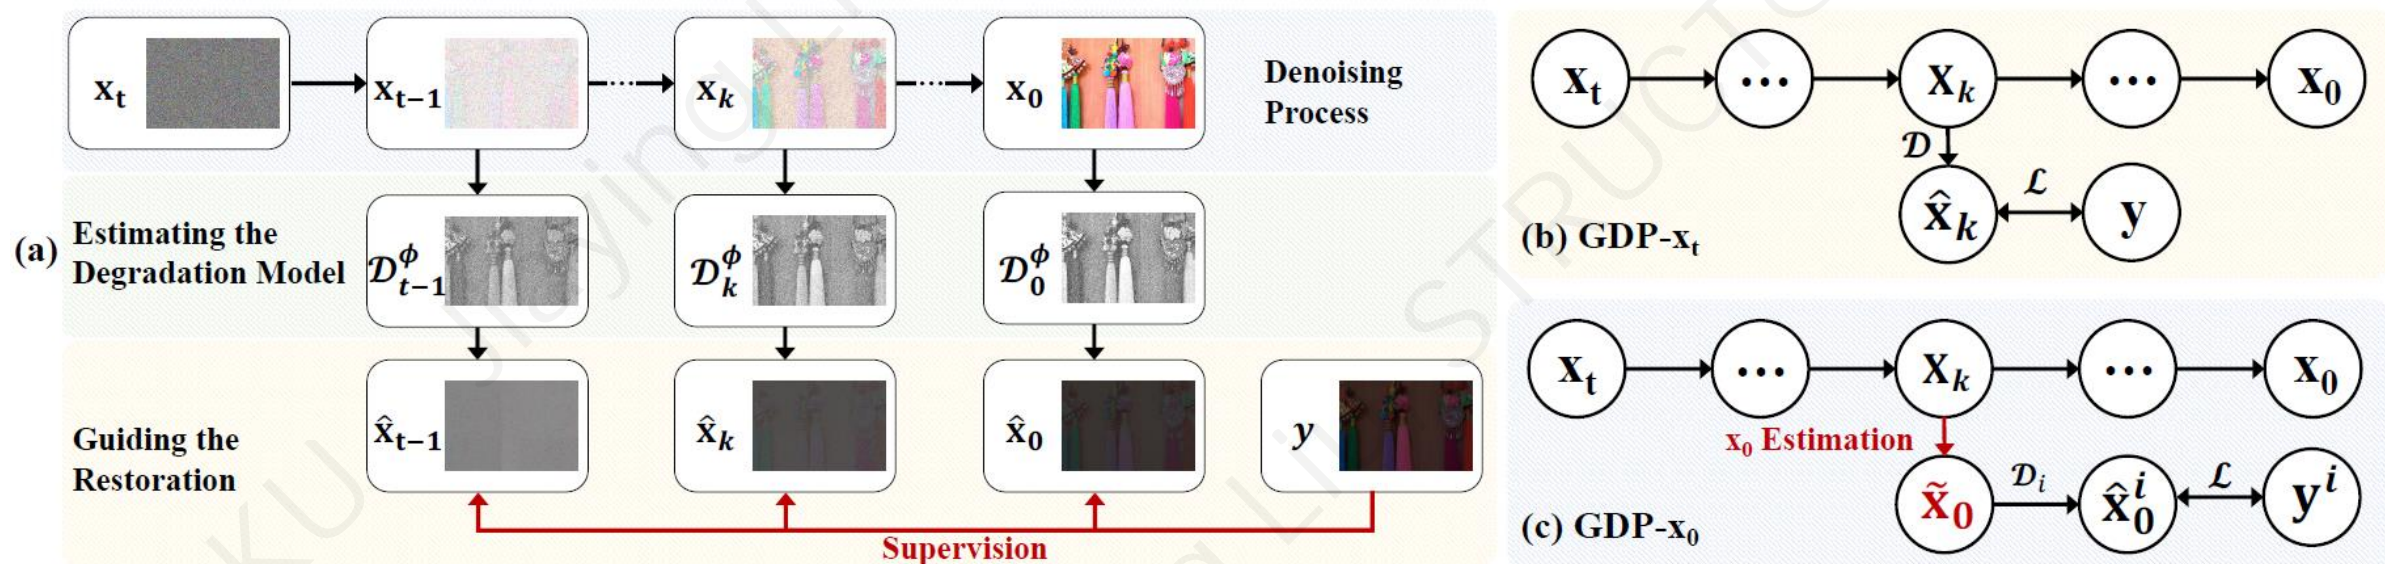 (a)
x_t
x_{t−1}
x_k
x_0
Denoising
Process
Estimating the
Degradation Model
𝒟^ϕ_{t−1}
𝒟^ϕ_k
𝒟^ϕ_0
Guiding the
Restoration
x̂_{t−1}
x̂_k
x̂_0
y
Supervision
x_t
...
x_k
...
x_0
𝒟
x̂_k
ℒ
y
(b) GDP-x_t
x_t
...
x_k
...
x_0
x_0 Estimation
x̃_0
𝒟_i
x̂^i_0
ℒ
y^i
(c) GDP-x_0